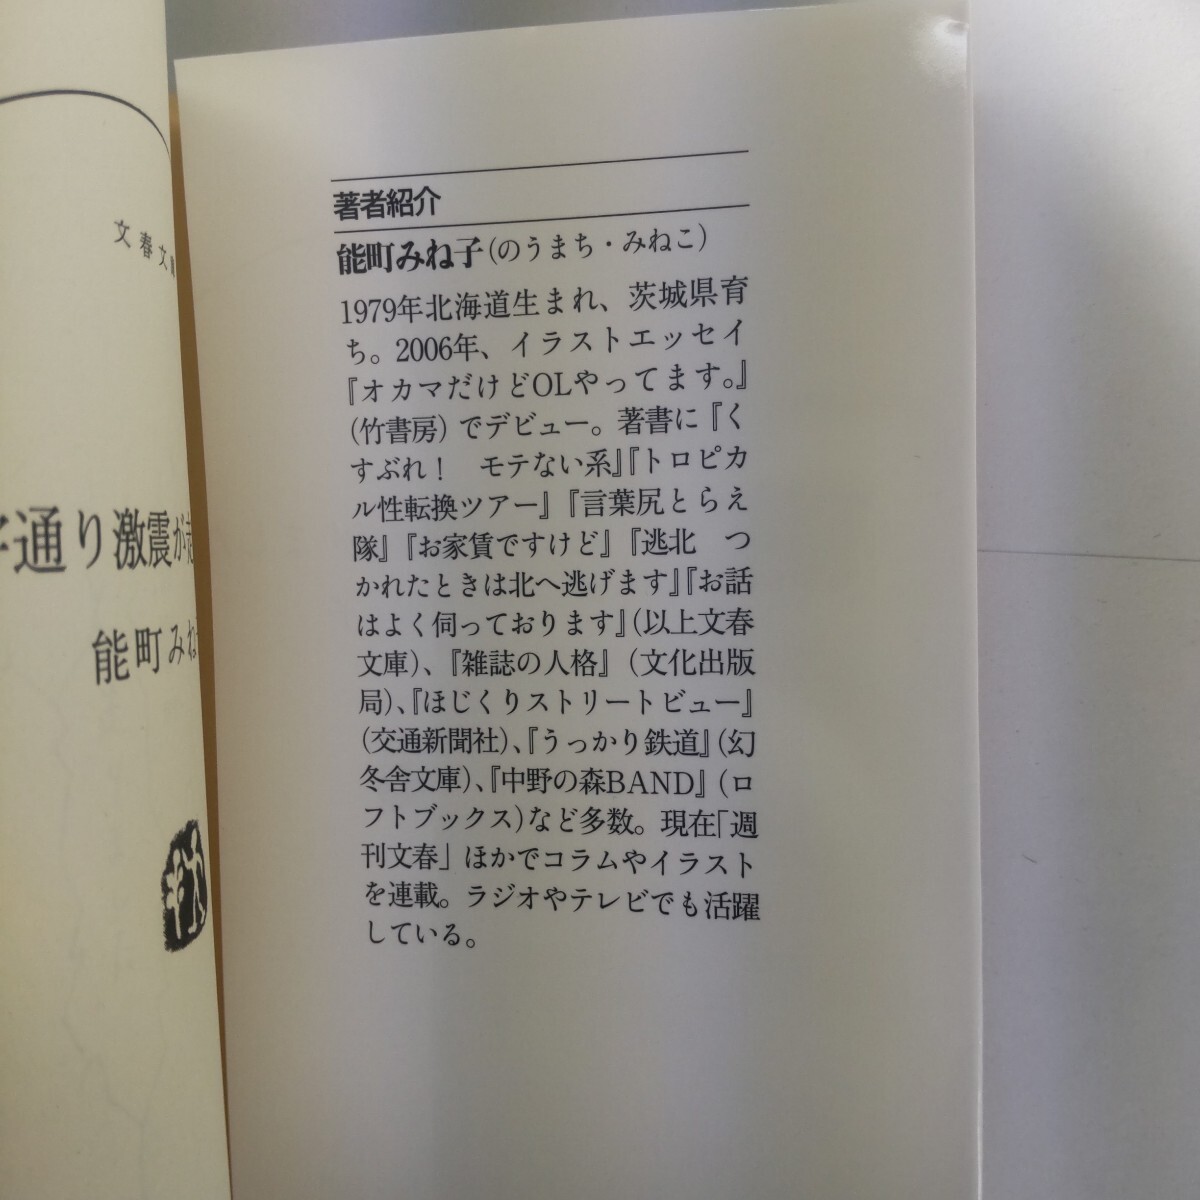 文春文
字通り激震が
能町みね
著者紹介
能町みね子(のうまち・みねこ)
1979年北海道生まれ、茨城県育
ち。2006年、イラストエッセイ
『オカマだけどOLやってます。』
(竹書房)でデビュー。著書に『く
すぶれ！　モテない系』『トロピカ
ル性転換ツアー』『言葉尻とらえ
隊』『お家賃ですけど』『逃北　つ
かれたときは北へ逃げます』『お話
はよく伺っております』(以上文春
文庫)、『雑誌の人格』(文化出版
局)、『ほじくりストリートビュー』
(交通新聞社)、『うっかり鉄道』(幻
冬舎文庫)、『中野の森BAND』(ロ
フトブックス)など多数。現在「週
刊文春」ほかでコラムやイラスト
を連載。ラジオやテレビでも活躍
している。